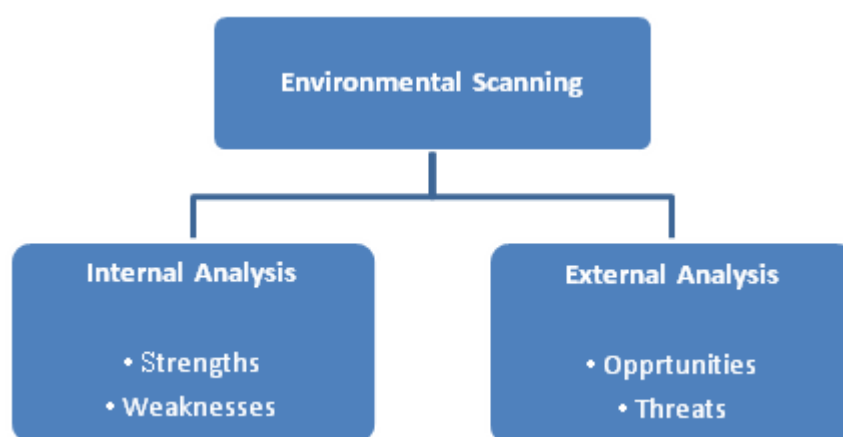 Environmental Scanning
Internal Analysis
• Strengths
• Weaknesses
External Analysis
• Opprtunities
• Threats